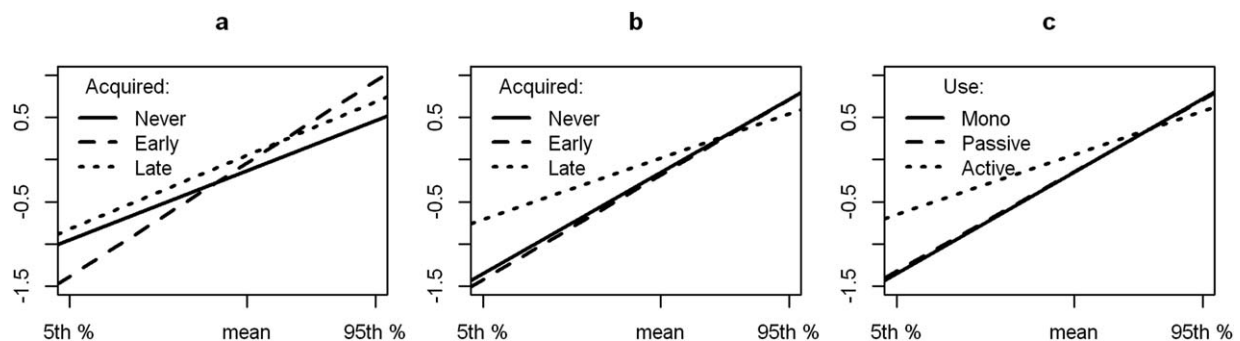 a
Acquired:
Never
Early
Late
0.5
-0.5
-1.5
5th %
mean
95th %
b
Acquired:
Never
Early
Late
0.5
-0.5
-1.5
5th %
mean
95th %
c
Use:
Mono
Passive
Active
0.5
-0.5
-1.5
5th %
mean
95th %